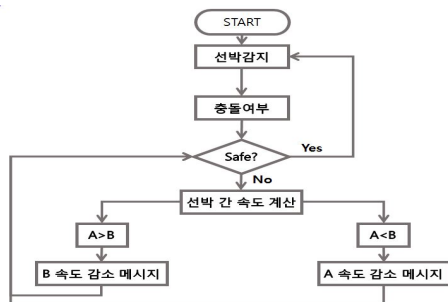 START
선박감지
충돌여부
Safe?
Yes
No
선박 간 속도 계산
A>B
A<B
B 속도 감소 메시지
A 속도 감소 메시지